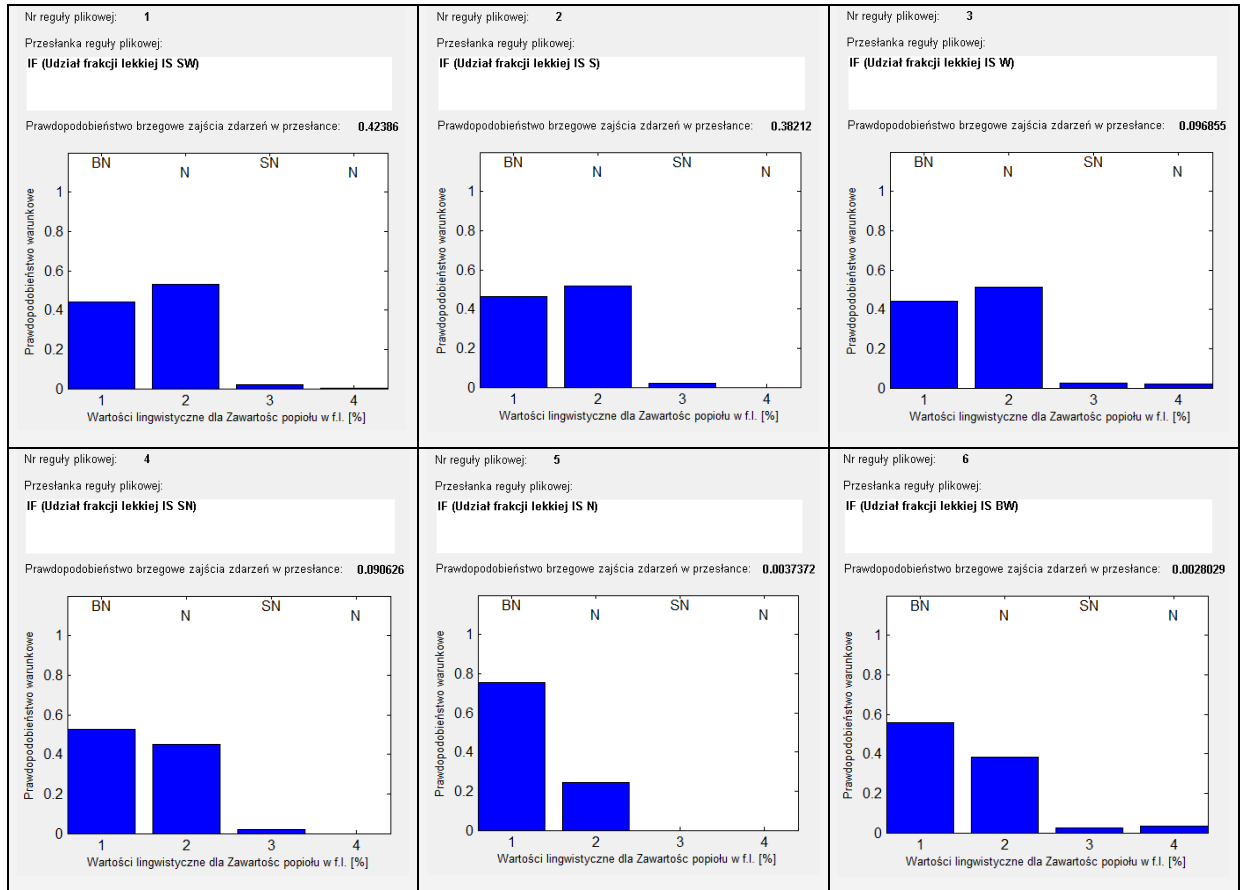 Nr reguły plikowej: 1
Przesłanka reguły plikowej:
IF (Udział frakcji lekkiej IS SW)
Prawdopodobieństwo brzegowe zajścia zdarzeń w przesłance: 0.42386
BN N SN N
1
0.8
0.6
0.4
0.2
0
Prawdopodobieństwo warunkowe
1 2 3 4
Wartości lingwistyczne dla Zawartośc popiołu w f.l. [%]
Nr reguły plikowej: 2
Przesłanka reguły plikowej:
IF (Udział frakcji lekkiej IS S)
Prawdopodobieństwo brzegowe zajścia zdarzeń w przesłance: 0.38212
BN N SN N
1
0.8
0.6
0.4
0.2
0
Prawdopodobieństwo warunkowe
1 2 3 4
Wartości lingwistyczne dla Zawartośc popiołu w f.l. [%]
Nr reguły plikowej: 3
Przesłanka reguły plikowej:
IF (Udział frakcji lekkiej IS W)
Prawdopodobieństwo brzegowe zajścia zdarzeń w przesłance: 0.096855
BN N SN N
1
0.8
0.6
0.4
0.2
0
Prawdopodobieństwo warunkowe
1 2 3 4
Wartości lingwistyczne dla Zawartośc popiołu w f.l. [%]
Nr reguły plikowej: 4
Przesłanka reguły plikowej:
IF (Udział frakcji lekkiej IS SN)
Prawdopodobieństwo brzegowe zajścia zdarzeń w przesłance: 0.090626
BN N SN N
1
0.8
0.6
0.4
0.2
0
Prawdopodobieństwo warunkowe
1 2 3 4
Wartości lingwistyczne dla Zawartośc popiołu w f.l. [%]
Nr reguły plikowej: 5
Przesłanka reguły plikowej:
IF (Udział frakcji lekkiej IS N)
Prawdopodobieństwo brzegowe zajścia zdarzeń w przesłance: 0.0037372
BN N SN N
1
0.8
0.6
0.4
0.2
0
Prawdopodobieństwo warunkowe
1 2 3 4
Wartości lingwistyczne dla Zawartośc popiołu w f.l. [%]
Nr reguły plikowej: 6
Przesłanka reguły plikowej:
IF (Udział frakcji lekkiej IS BW)
Prawdopodobieństwo brzegowe zajścia zdarzeń w przesłance: 0.0028029
BN N SN N
1
0.8
0.6
0.4
0.2
0
Prawdopodobieństwo warunkowe
1 2 3 4
Wartości lingwistyczne dla Zawartośc popiołu w f.l. [%]